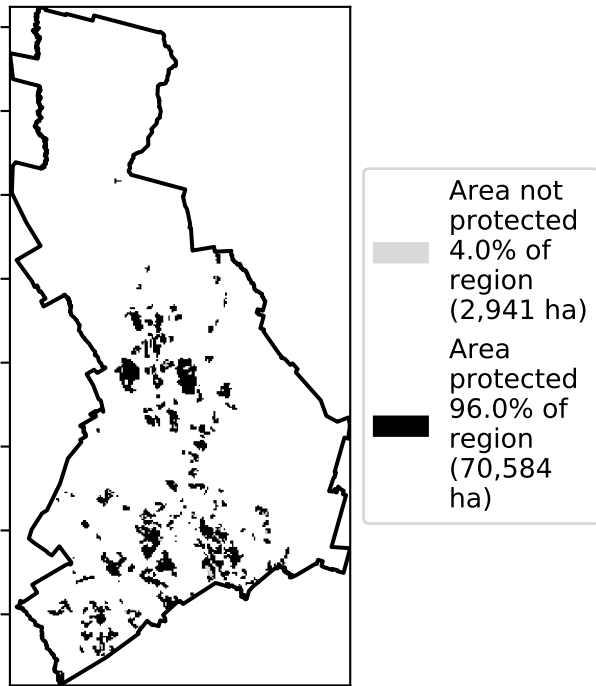 Area not
protected
4.0% of
region
(2,941 ha)
Area
protected
96.0% of
region
(70,584
ha)